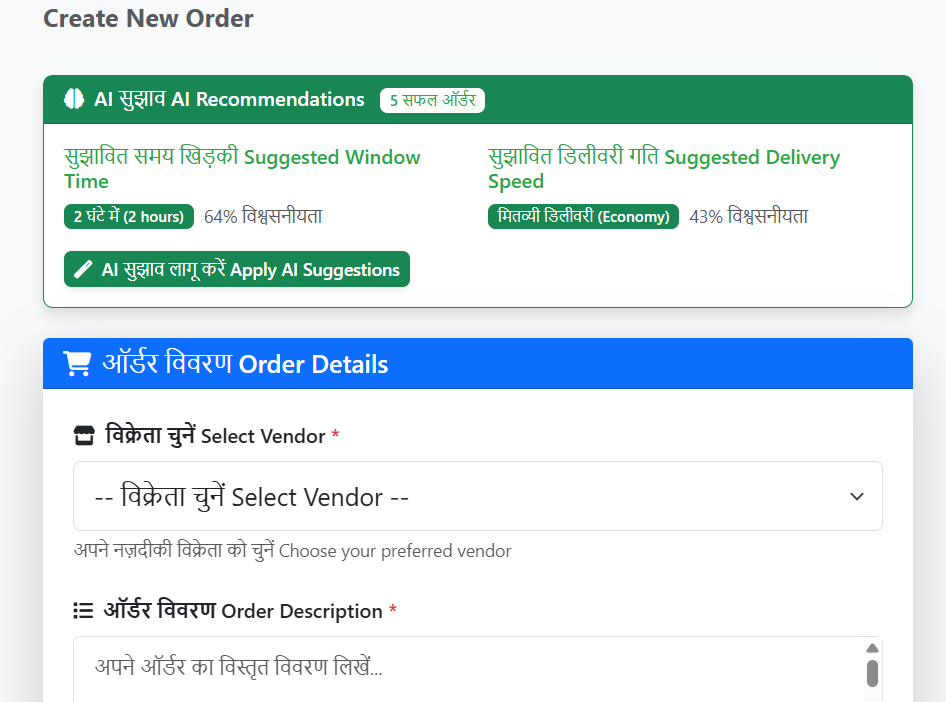 Create New Order
AI सुझाव AI Recommendations 5 सफल ऑर्डर
सुझावित समय खिड़की Suggested Window
Time
2 घंटे में (2 hours) 64% विश्वसनीयता
सुझावित डिलीवरी गति Suggested Delivery
Speed
मितव्यी डिलीवरी (Economy) 43% विश्वसनीयता
AI सुझाव लागू करें Apply AI Suggestions
ऑर्डर विवरण Order Details
विक्रेता चुनें Select Vendor *
-- विक्रेता चुनें Select Vendor --
अपने नज़दीकी विक्रेता को चुनें Choose your preferred vendor
ऑर्डर विवरण Order Description *
अपने ऑर्डर का विस्तृत विवरण लिखें...